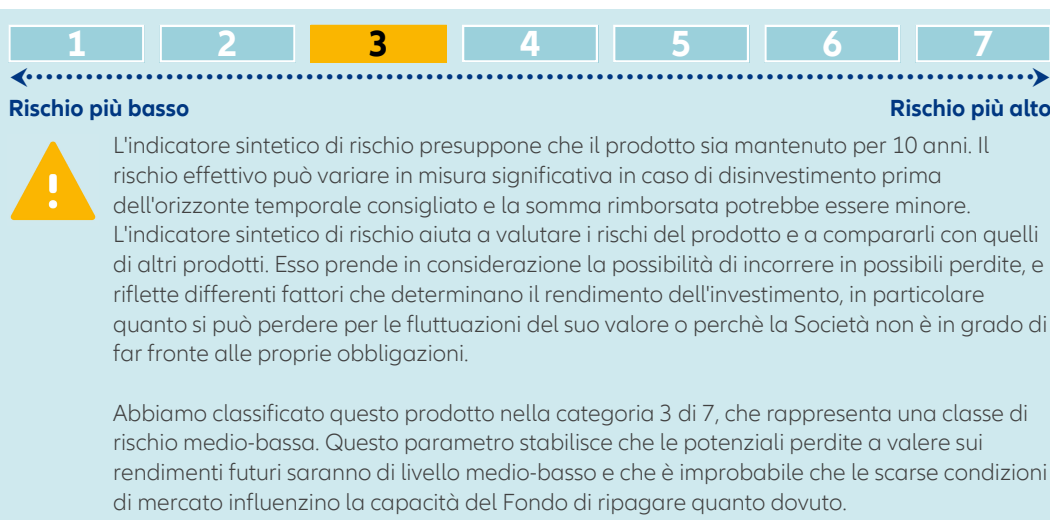 1 2 3 4 5 6 7
Rischio più basso Rischio più alto
L'indicatore sintetico di rischio presuppone che il prodotto sia mantenuto per 10 anni. Il
rischio effettivo può variare in misura significativa in caso di disinvestimento prima
dell'orizzonte temporale consigliato e la somma rimborsata potrebbe essere minore.
L'indicatore sintetico di rischio aiuta a valutare i rischi del prodotto e a compararli con quelli
di altri prodotti. Esso prende in considerazione la possibilità di incorrere in possibili perdite, e
riflette differenti fattori che determinano il rendimento dell'investimento, in particolare
quanto si può perdere per le fluttuazioni del suo valore o perchè la Società non è in grado di
far fronte alle proprie obbligazioni.
Abbiamo classificato questo prodotto nella categoria 3 di 7, che rappresenta una classe di
rischio medio-bassa. Questo parametro stabilisce che le potenziali perdite a valere sui
rendimenti futuri saranno di livello medio-basso e che è improbabile che le scarse condizioni
di mercato influenzino la capacità del Fondo di ripagare quanto dovuto.